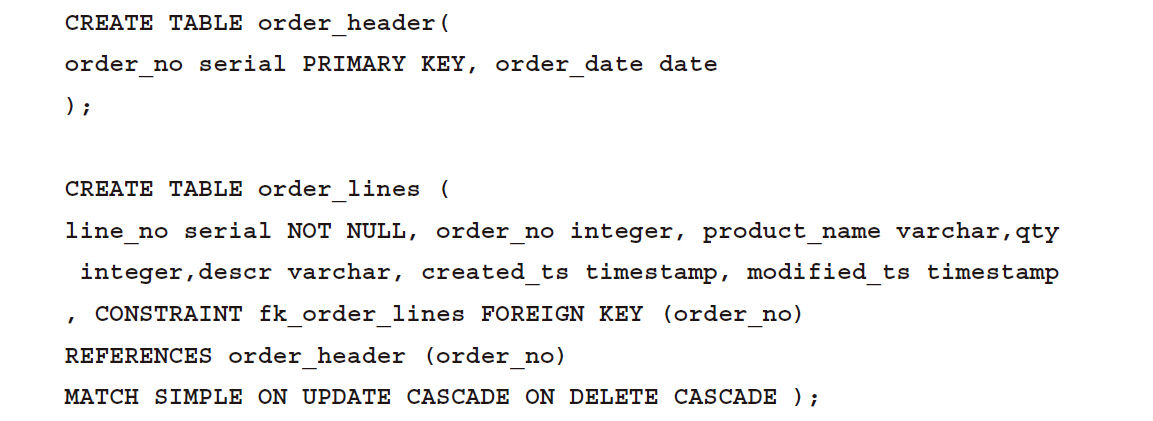 CREATE TABLE order_header(
order_no serial PRIMARY KEY, order_date date
);
CREATE TABLE order_lines (
line_no serial NOT NULL, order_no integer, product_name varchar,qty
integer,descr varchar, created_ts timestamp, modified_ts timestamp
, CONSTRAINT fk_order_lines FOREIGN KEY (order_no)
REFERENCES order_header (order_no)
MATCH SIMPLE ON UPDATE CASCADE ON DELETE CASCADE );